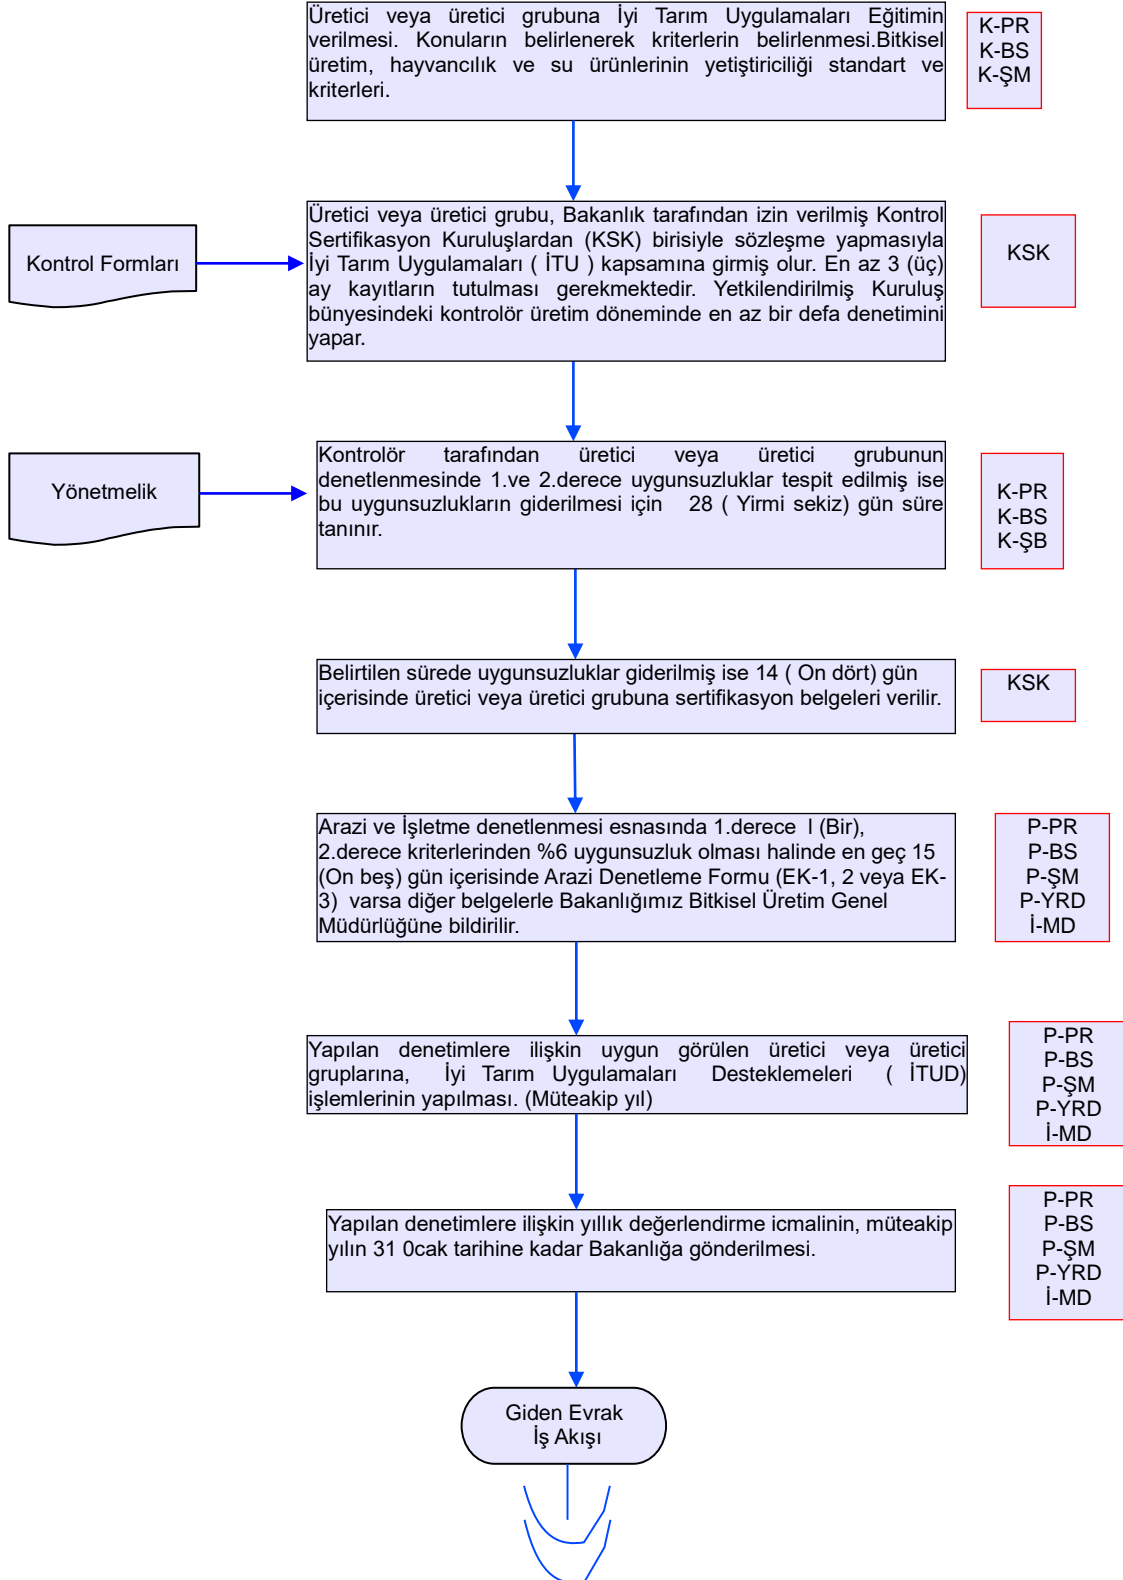 Üretici veya üretici grubuna İyi Tarım Uygulamaları Eğitimin
verilmesi. Konuların belirlenerek kriterlerin belirlenmesi.Bitkisel
üretim, hayvancılık ve su ürünlerinin yetiştiriciliği standart ve
kriterleri.
K-PR
K-BS
K-ŞM
Kontrol Formları
Üretici veya üretici grubu, Bakanlık tarafından izin verilmiş Kontrol
Sertifikasyon Kuruluşlardan (KSK) birisiyle sözleşme yapmasıyla
İyi Tarım Uygulamaları ( İTU ) kapsamına girmiş olur. En az 3 (üç)
ay kayıtların tutulması gerekmektedir. Yetkilendirilmiş Kuruluş
bünyesindeki kontrolör üretim döneminde en az bir defa denetimini
yapar.
KSK
Yönetmelik
Kontrolör tarafından üretici veya üretici grubunun
denetlenmesinde 1.ve 2.derece uygunsuzluklar tespit edilmiş ise
bu uygunsuzlukların giderilmesi için 28 ( Yirmi sekiz) gün süre
tanınır.
K-PR
K-BS
K-ŞB
Belirtilen sürede uygunsuzluklar giderilmiş ise 14 ( On dört) gün
içerisinde üretici veya üretici grubuna sertifikasyon belgeleri verilir.
KSK
Arazi ve İşletme denetlenmesi esnasında 1.derece I (Bir),
2.derece kriterlerinden %6 uygunsuzluk olması halinde en geç 15
(On beş) gün içerisinde Arazi Denetleme Formu (EK-1, 2 veya EK-
3) varsa diğer belgelerle Bakanlığımız Bitkisel Üretim Genel
Müdürlüğüne bildirilir.
P-PR
P-BS
P-ŞM
P-YRD
İ-MD
Yapılan denetimlere ilişkin uygun görülen üretici veya üretici
gruplarına, İyi Tarım Uygulamaları Desteklemeleri ( İTUD)
işlemlerinin yapılması. (Müteakip yıl)
P-PR
P-BS
P-ŞM
P-YRD
İ-MD
Yapılan denetimlere ilişkin yıllık değerlendirme icmalinin, müteakip
yılın 31 0cak tarihine kadar Bakanlığa gönderilmesi.
P-PR
P-BS
P-ŞM
P-YRD
İ-MD
Giden Evrak
İş Akışı